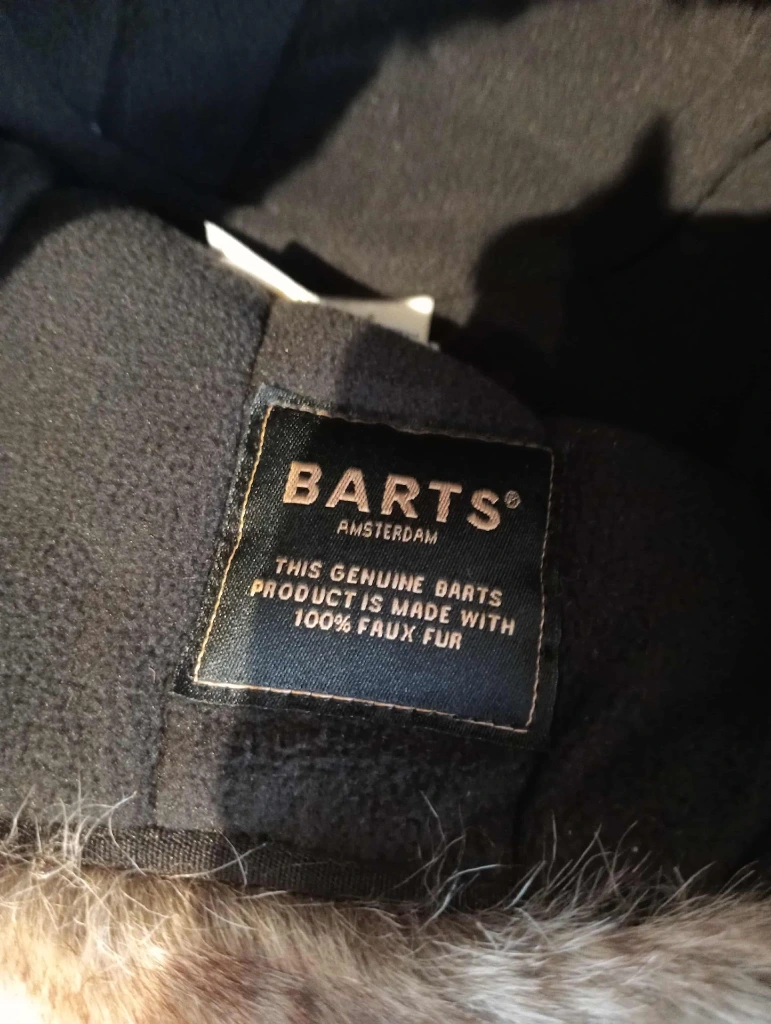 BARTS®
AMSTERDAM
THIS GENUINE BARTS
PRODUCT IS MADE WITH
100% FAUX FUR